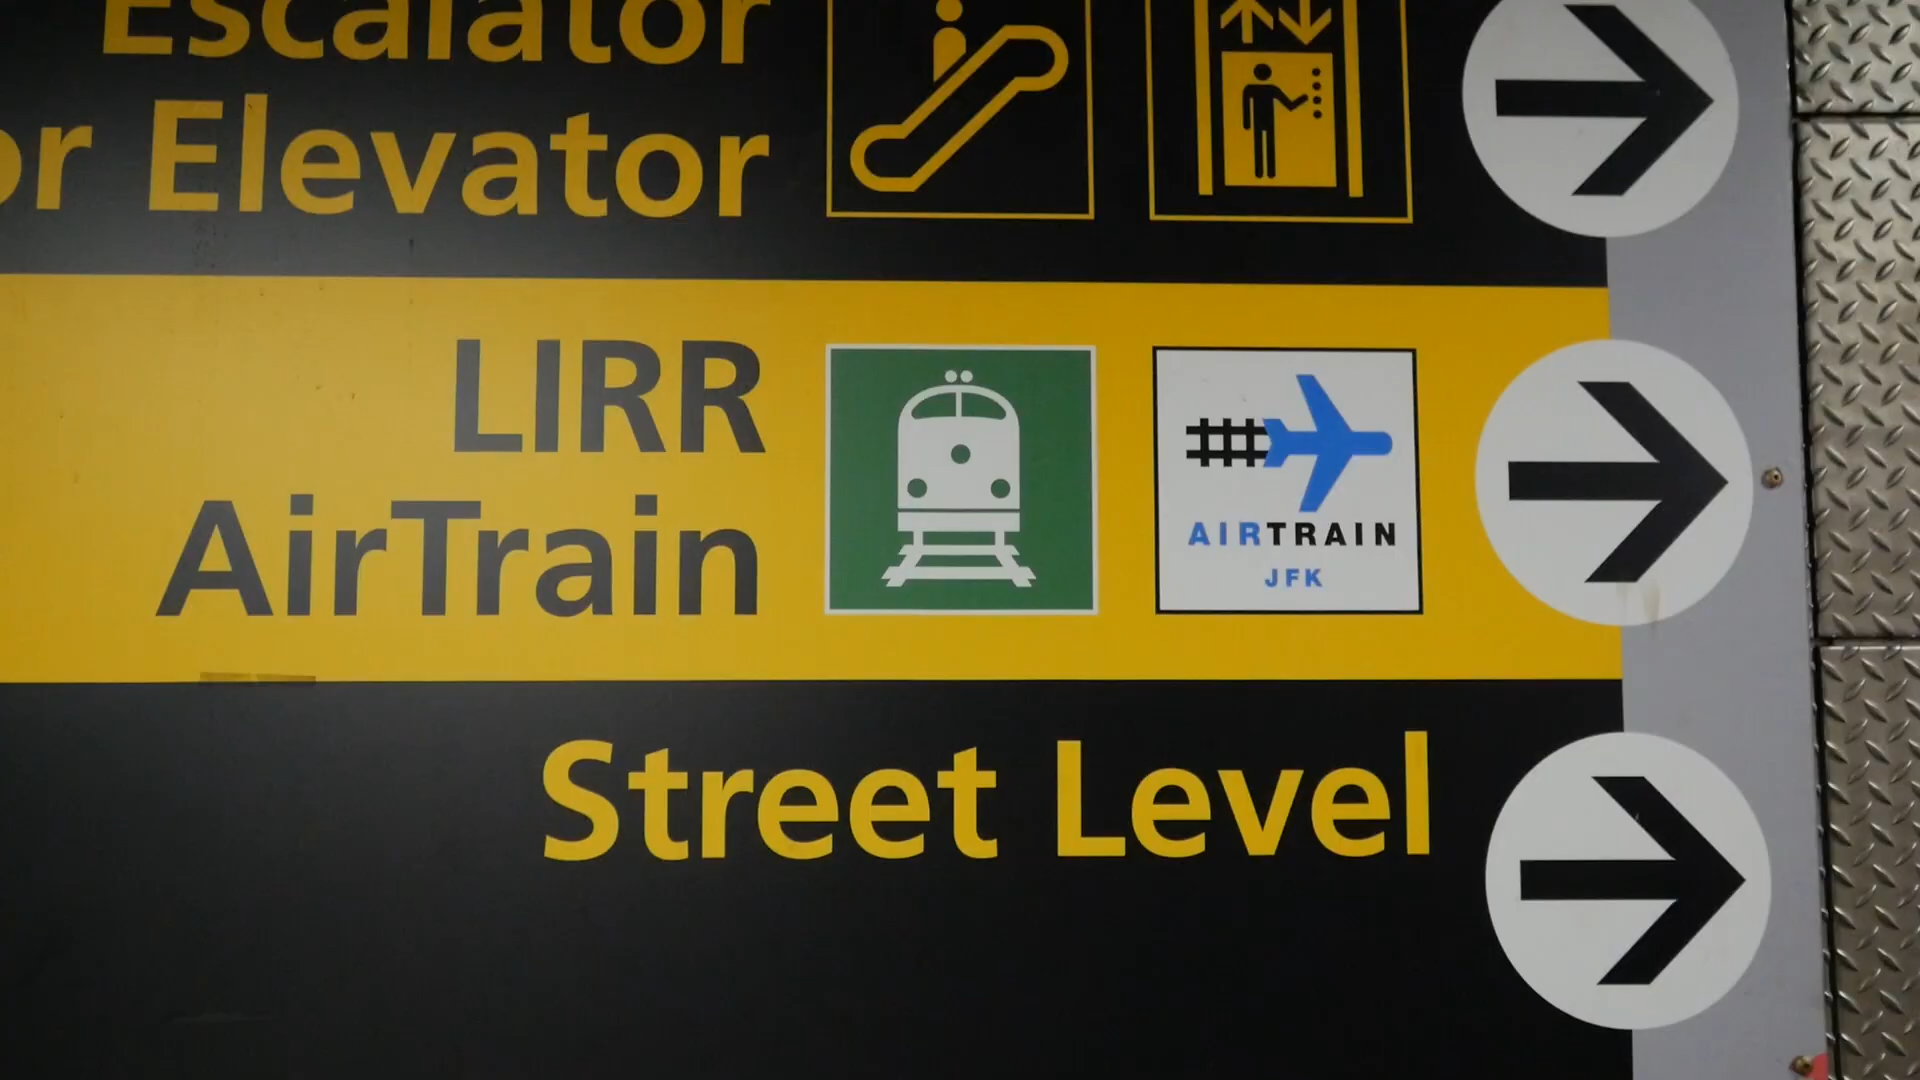 Escalator
or Elevator
LIRR
AirTrain
AIRTRAIN
JFK
Street Level